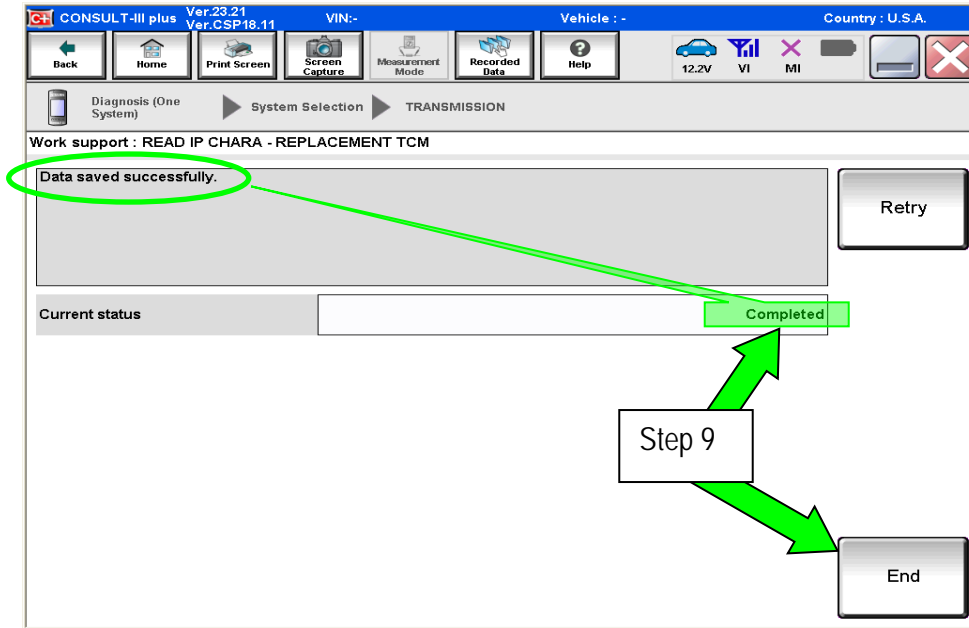 C+ CONSULT-III plus Ver.23.21 VIN:- Vehicle : - Country : U.S.A.
Ver.CSP18.11
Back Home Print Screen Screen Capture Measurement Mode Recorded Data Help 12.2V VI MI
Diagnosis (One System) System Selection TRANSMISSION
Work support : READ IP CHARA - REPLACEMENT TCM
Data saved successfully.
Retry
Current status Completed
Step 9
End